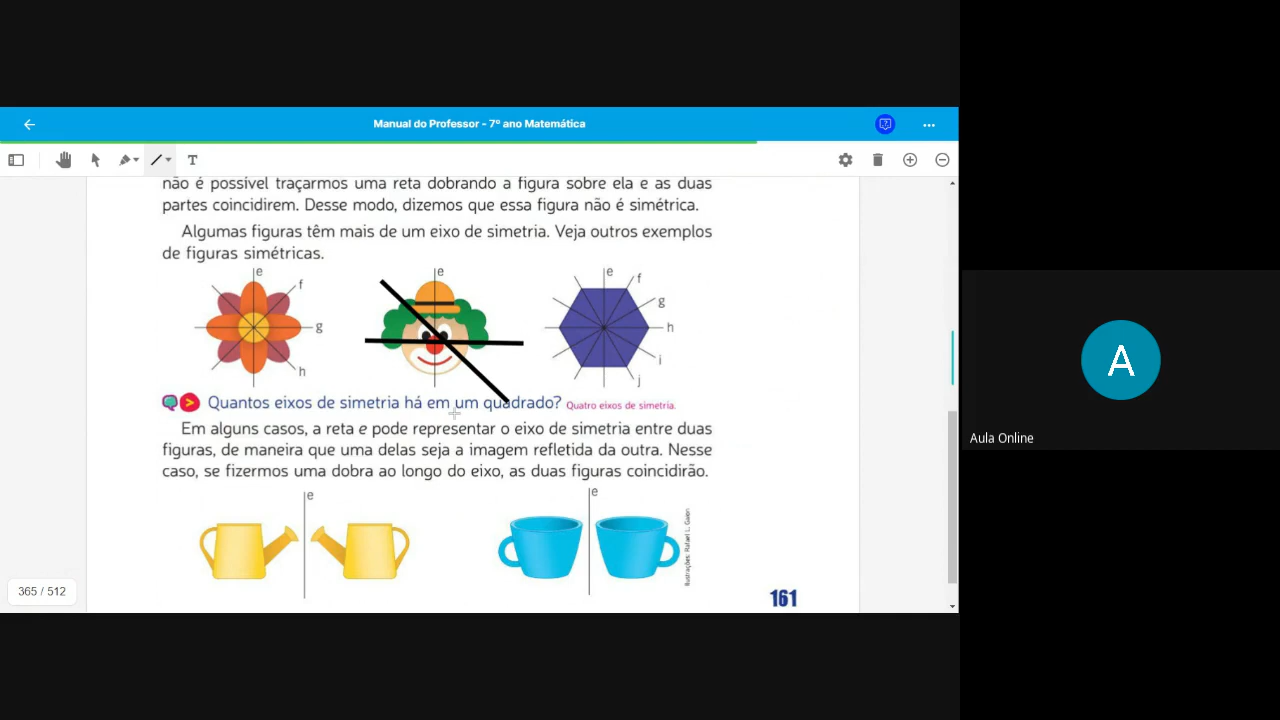 Manual do Professor - 7º ano Matemática
T
não é possível traçarmos uma reta dobrando a figura sobre ela e as duas
partes coincidirem. Desse modo, dizemos que essa figura não é simétrica.
Algumas figuras têm mais de um eixo de simetria. Veja outros exemplos
de figuras simétricas.
e
f
g
h
e
e
f
g
h
i
j
Quantos eixos de simetria há em um quadrado? Quatro eixos de simetria.
Em alguns casos, a reta e pode representar o eixo de simetria entre duas
figuras, de maneira que uma delas seja a imagem refletida da outra. Nesse
caso, se fizermos uma dobra ao longo do eixo, as duas figuras coincidirão.
e
e
Ilustrações: Rafael L. Gaion
365 / 512
161
A
Aula Online